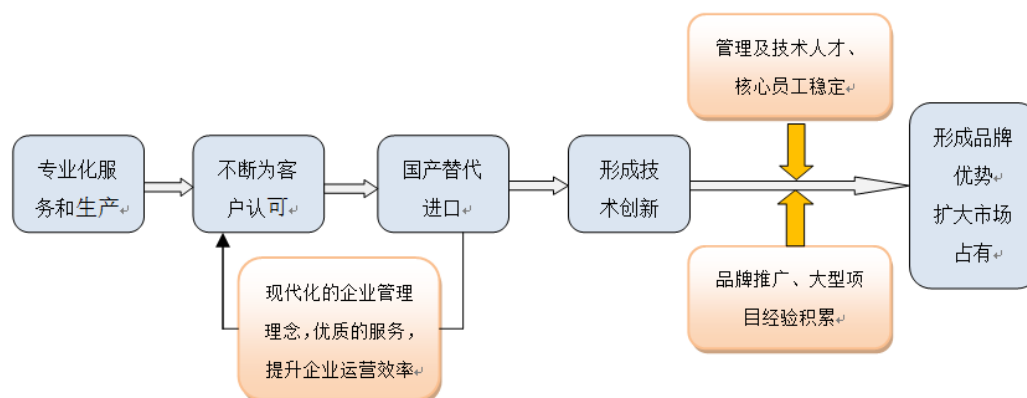 管理及技术人才、
核心员工稳定
专业化服
务和生产
不断为客
户认可
国产替代
进口
形成技
术创新
形成品牌
优势
扩大市场
占有
现代化的企业管理
理念，优质的服务，
提升企业运营效率
品牌推广、大型项
目经验积累